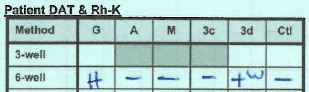 Patient DAT & Rh-K
Method G A M 3c 3d Ctl
3-well
6-well H - - - +w -